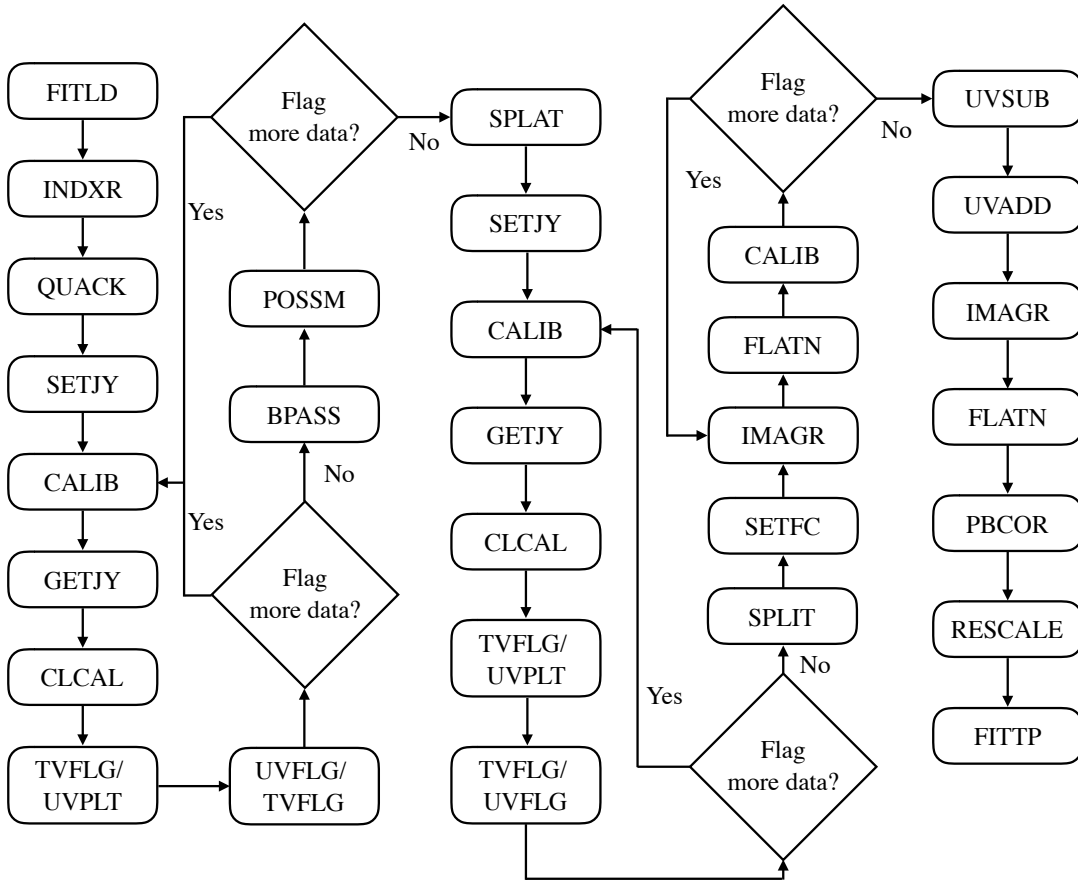 FITLD
INDXR
QUACK
SETJY
CALIB
GETJY
CLCAL
TVFLG/
UVPLT
UVFLG/
TVFLG
Flag
more data?
Yes
No
BPASS
POSSM
Flag
more data?
Yes
No
SPLAT
SETJY
CALIB
GETJY
CLCAL
TVFLG/
UVPLT
TVFLG/
UVFLG
Flag
more data?
Yes
No
SPLIT
SETFC
IMAGR
FLATN
CALIB
Flag
more data?
Yes
No
UVSUB
UVADD
IMAGR
FLATN
PBCOR
RESCALE
FITTP